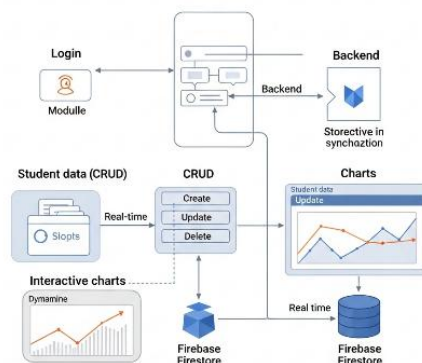 Login
Modulle
Backend
Backend
Storective in
synchoztion
Student data (CRUD)
CRUD
Charts
Slopts
Real-time
Create
Update
Delete
Student data
Update
Interactive charts
Dymamine
Real time
Firebase
Firestore
Firebase
Firestore